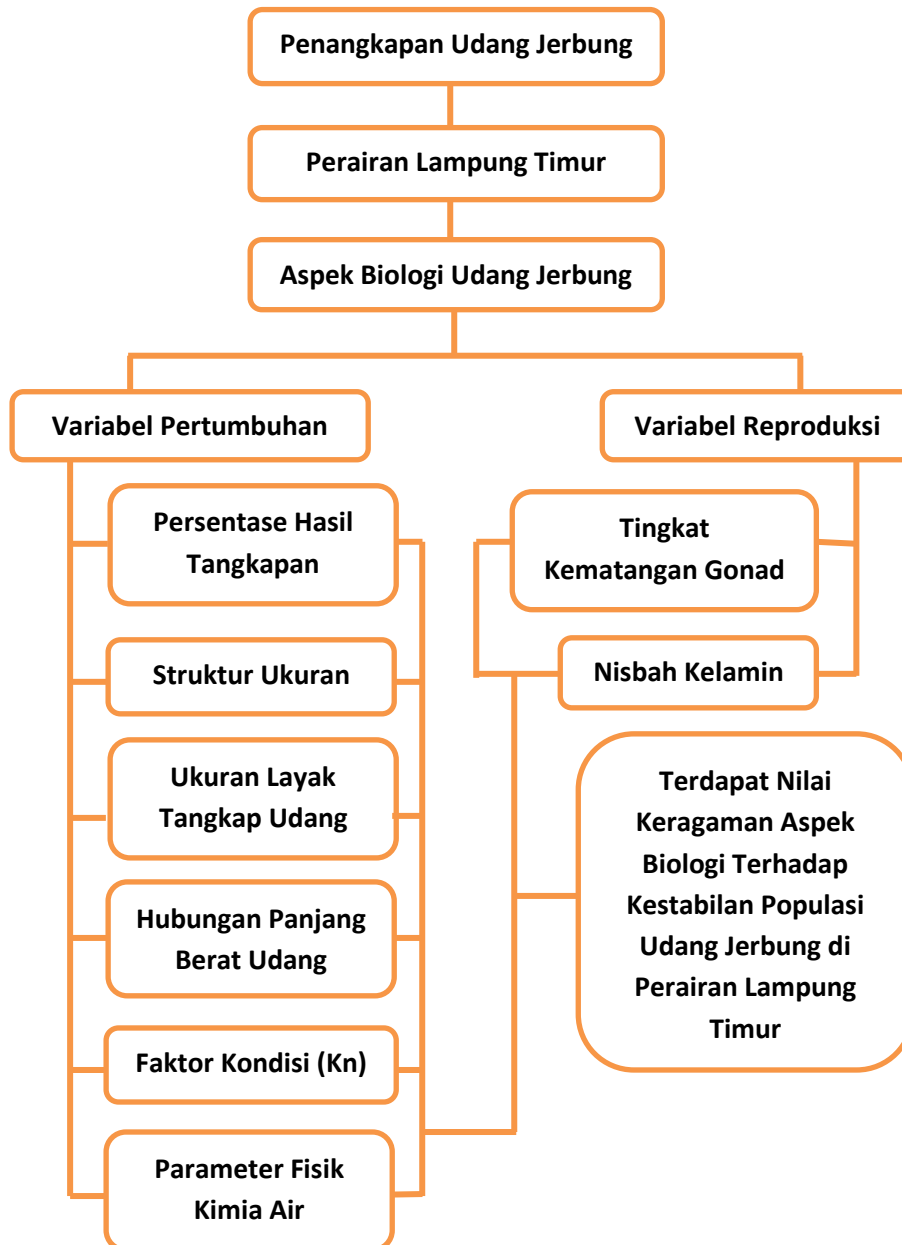 Penangkapan Udang Jerbung
Perairan Lampung Timur
Aspek Biologi Udang Jerbung
Variabel Pertumbuhan
Persentase Hasil
Tangkapan
Struktur Ukuran
Ukuran Layak
Tangkap Udang
Hubungan Panjang
Berat Udang
Faktor Kondisi (Kn)
Parameter Fisik
Kimia Air
Variabel Reproduksi
Tingkat
Kematangan Gonad
Nisbah Kelamin
Terdapat Nilai
Keragaman Aspek
Biologi Terhadap
Kestabilan Populasi
Udang Jerbung di
Perairan Lampung
Timur